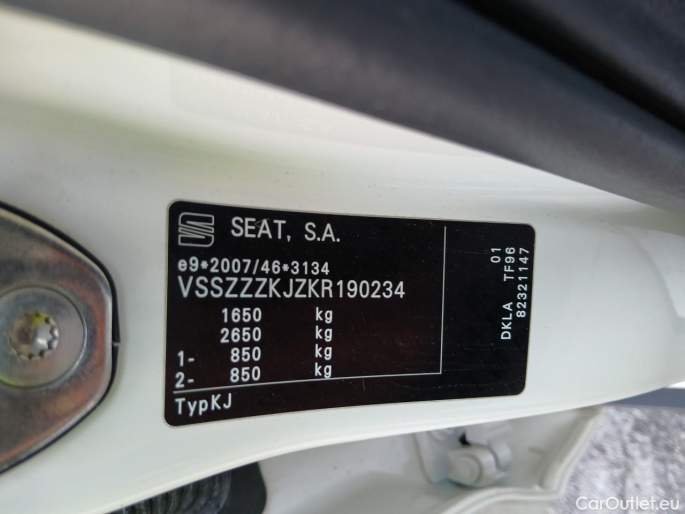 SEAT, S.A.
e9*2007/46*3134
VSSZZZKJZKR190234
1650 kg
2650 kg
1- 850 kg
2- 850 kg
TypKJ
01
DKLA TF96
82321147
CarOutlet.eu